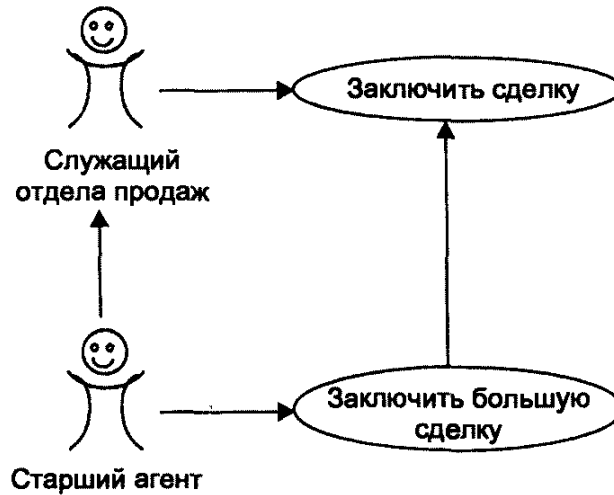 Заключить сделку
Служащий
отдела продаж
Заключить большую
сделку
Старший агент